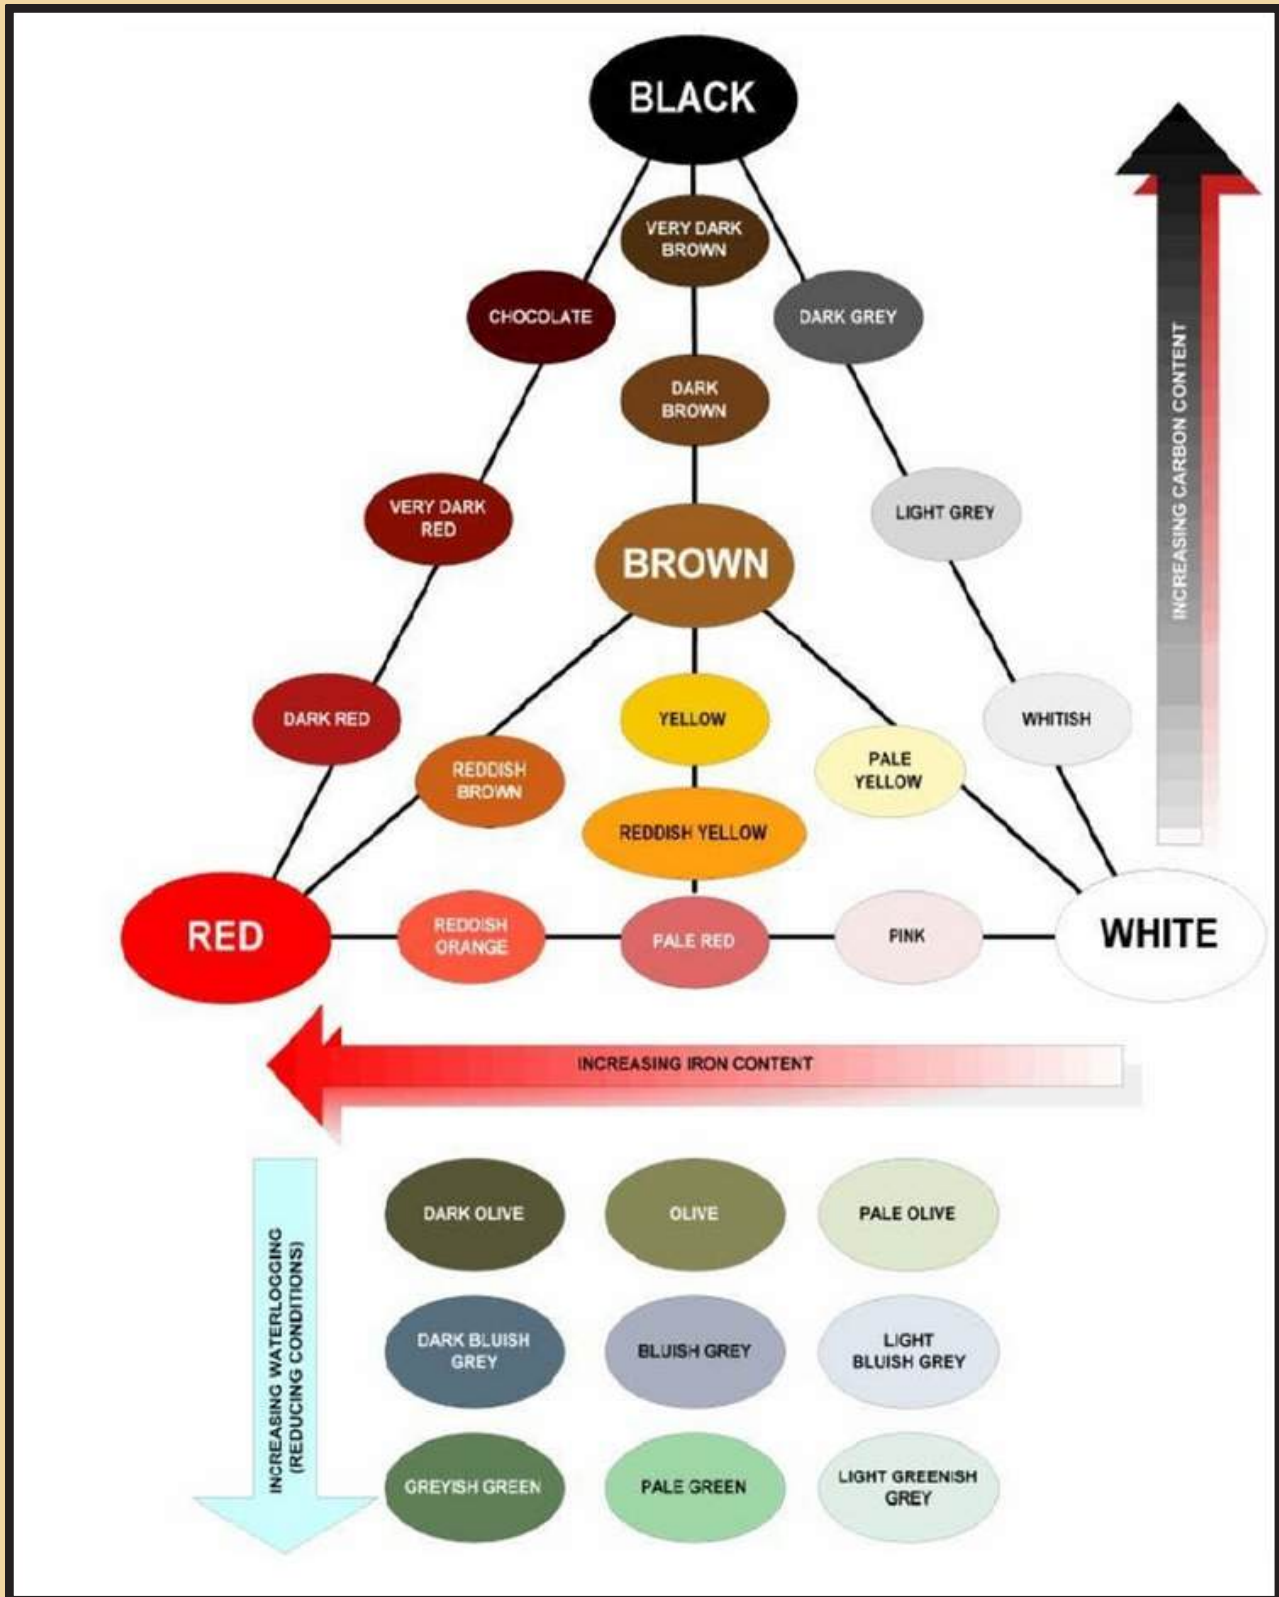 BLACK
VERY DARK
BROWN
CHOCOLATE
DARK GREY
DARK
BROWN
VERY DARK
RED
LIGHT GREY
BROWN
DARK RED
YELLOW
WHITISH
REDDISH
BROWN
PALE
YELLOW
REDDISH YELLOW
RED
REDDISH
ORANGE
PALE RED
PINK
WHITE
INCREASING CARBON CONTENT
INCREASING IRON CONTENT
INCREASING WATERLOGGING
(REDUCING CONDITIONS)
DARK OLIVE
OLIVE
PALE OLIVE
DARK BLUISH
GREY
BLUISH GREY
LIGHT
BLUISH GREY
GREYISH GREEN
PALE GREEN
LIGHT GREENISH
GREY